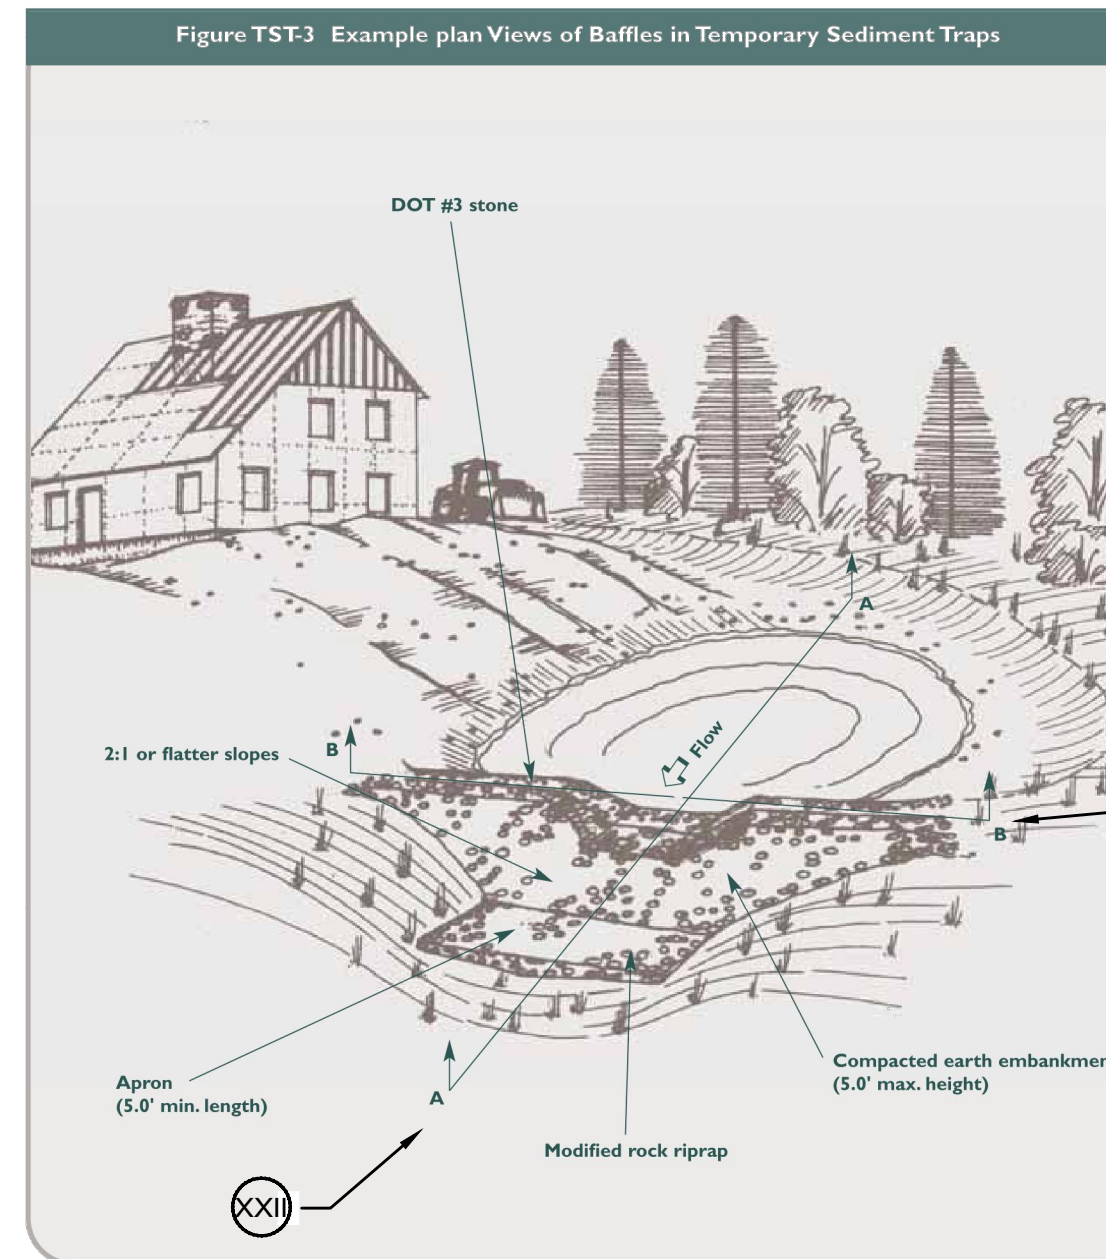 Figure TST-3 Example plan Views of Baffles in Temporary Sediment Traps
DOT #3 stone
A
B
2:1 or flatter slopes
Flow
B
Compacted earth
(5.0' max. height)
Apron
(5.0' min. length)
A
Modified rock riprap
XXII